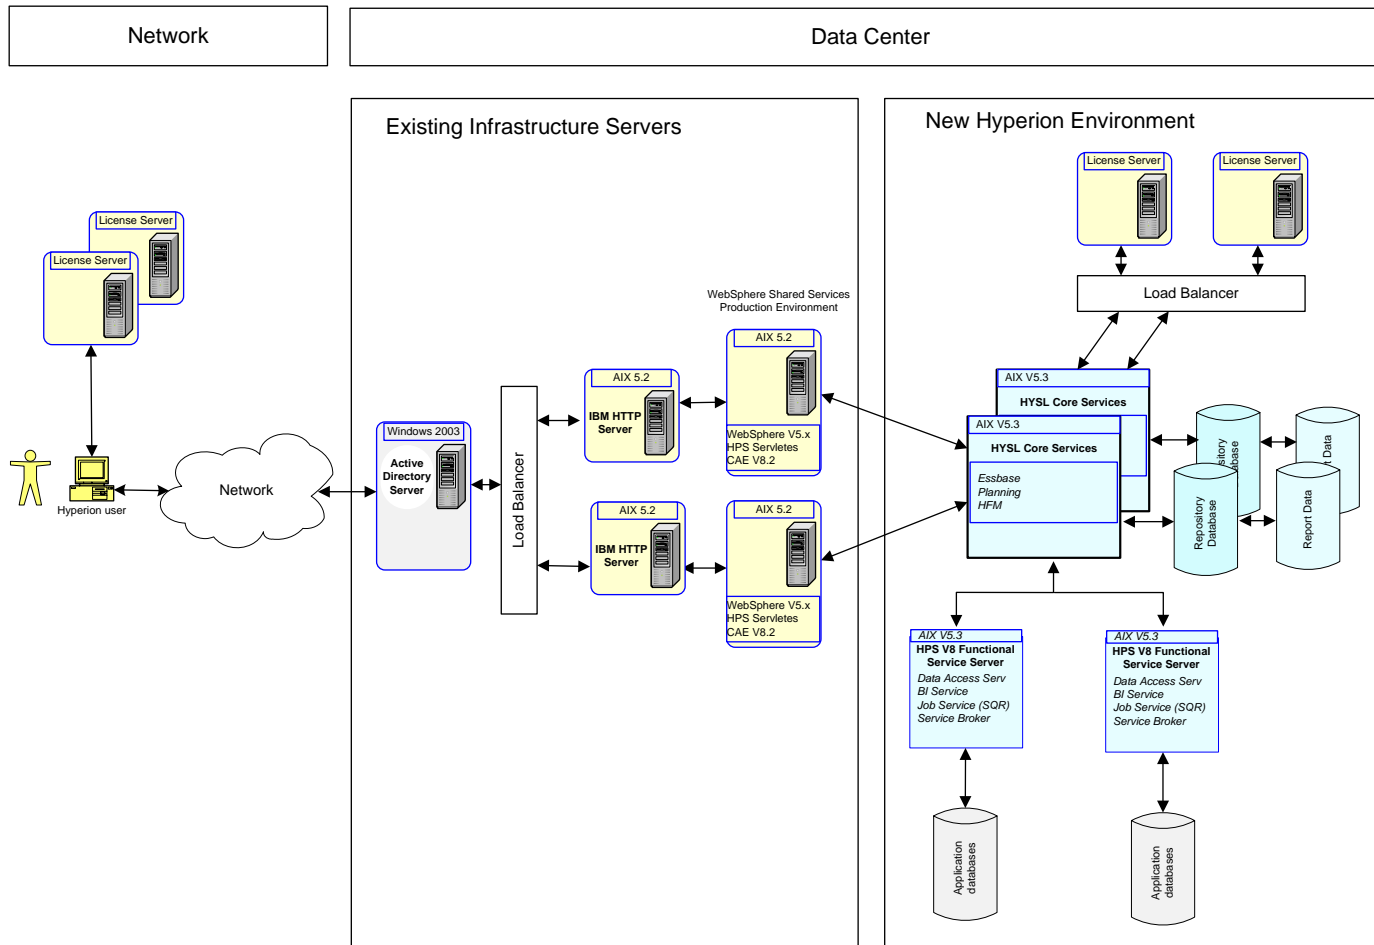 Network
Data Center
Existing Infrastructure Servers
New Hyperion Environment
License Server
License Server
License Server
License Server
Load Balancer
WebSphere Shared Services
Production Environment
Hyperion user
Network
Windows 2003
Active
Directory
Server
Load Balancer
AIX 5.2
IBM HTTP
Server
AIX 5.2
IBM HTTP
Server
AIX 5.2
WebSphere V5.x
HPS Servletes
CAE V8.2
AIX 5.2
WebSphere V5.x
HPS Servletes
CAE V8.2
AIX V5.3
HYSL Core Services
AIX V5.3
HYSL Core Services
Essbase
Planning
HFM
Repository
Database
Report Data
AIX V5.3
HPS V8 Functional
Service Server
Data Access Serv
BI Service
Job Service (SQR)
Service Broker
AIX V5.3
HPS V8 Functional
Service Server
Data Access Serv
BI Service
Job Service (SQR)
Service Broker
Application
databases
Application
databases